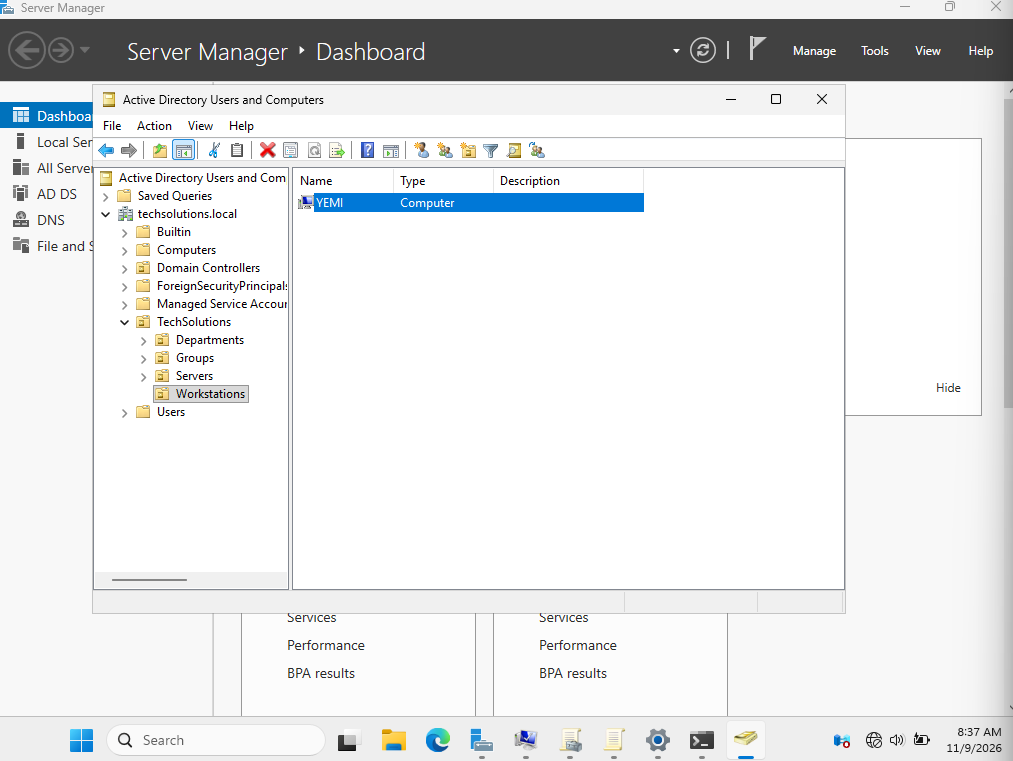 Server Manager
Server Manager ‣ Dashboard
Manage Tools View Help
Dashboa
Local Ser
All Server
AD DS
DNS
File and S
Active Directory Users and Computers
File Action View Help
Active Directory Users and Com
Saved Queries
techsolutions.local
Builtin
Computers
Domain Controllers
ForeignSecurityPrincipals
Managed Service Accoun
TechSolutions
Departments
Groups
Servers
Workstations
Users
Name Type Description
YEMI Computer
Hide
Services
Performance
BPA results
Services
Performance
BPA results
Search
8:37 AM
11/9/2026